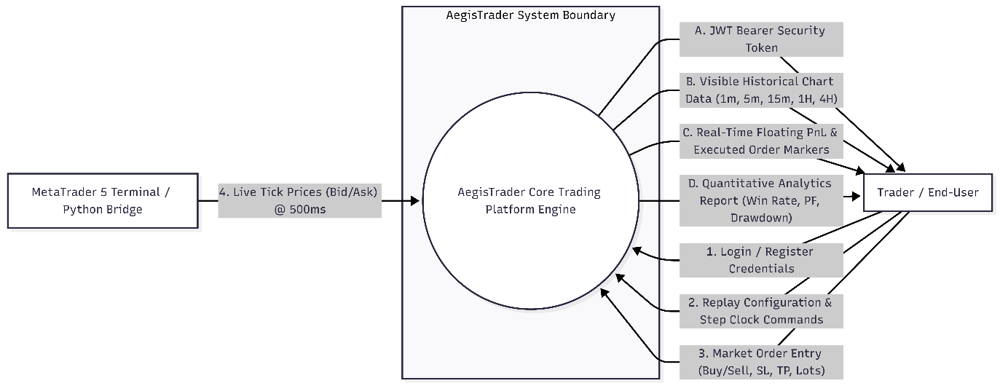 AegisTrader System Boundary
A. JWT Bearer Security
Token
B. Visible Historical Chart
Data (1m, 5m, 15m, 1H, 4H)
C. Real-Time Floating PnL &
Executed Order Markers
MetaTrader 5 Terminal /
Python Bridge
4. Live Tick Prices (Bid/Ask)
@ 500ms
AegisTrader Core Trading
Platform Engine
D. Quantitative Analytics
Report (Win Rate, PF,
Drawdown)
Trader / End-User
1. Login / Register
Credentials
2. Replay Configuration &
Step Clock Commands
3. Market Order Entry
(Buy/Sell, SL, TP, Lots)